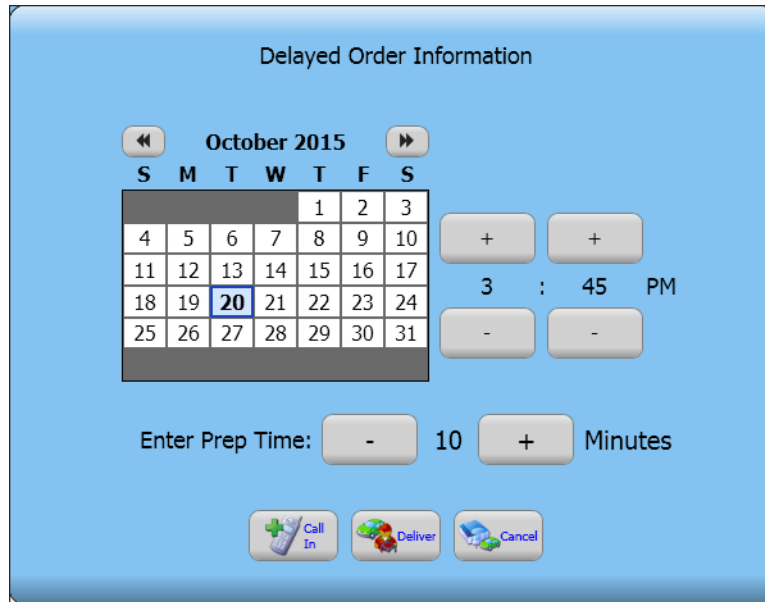 Delayed Order Information
October 2015
S M T W T F S
1 2 3
4 5 6 7 8 9 10
11 12 13 14 15 16 17
18 19 20 21 22 23 24
25 26 27 28 29 30 31
+ +
3 : 45 PM
- -
Enter Prep Time: - 10 + Minutes
Call
In
Deliver
Cancel